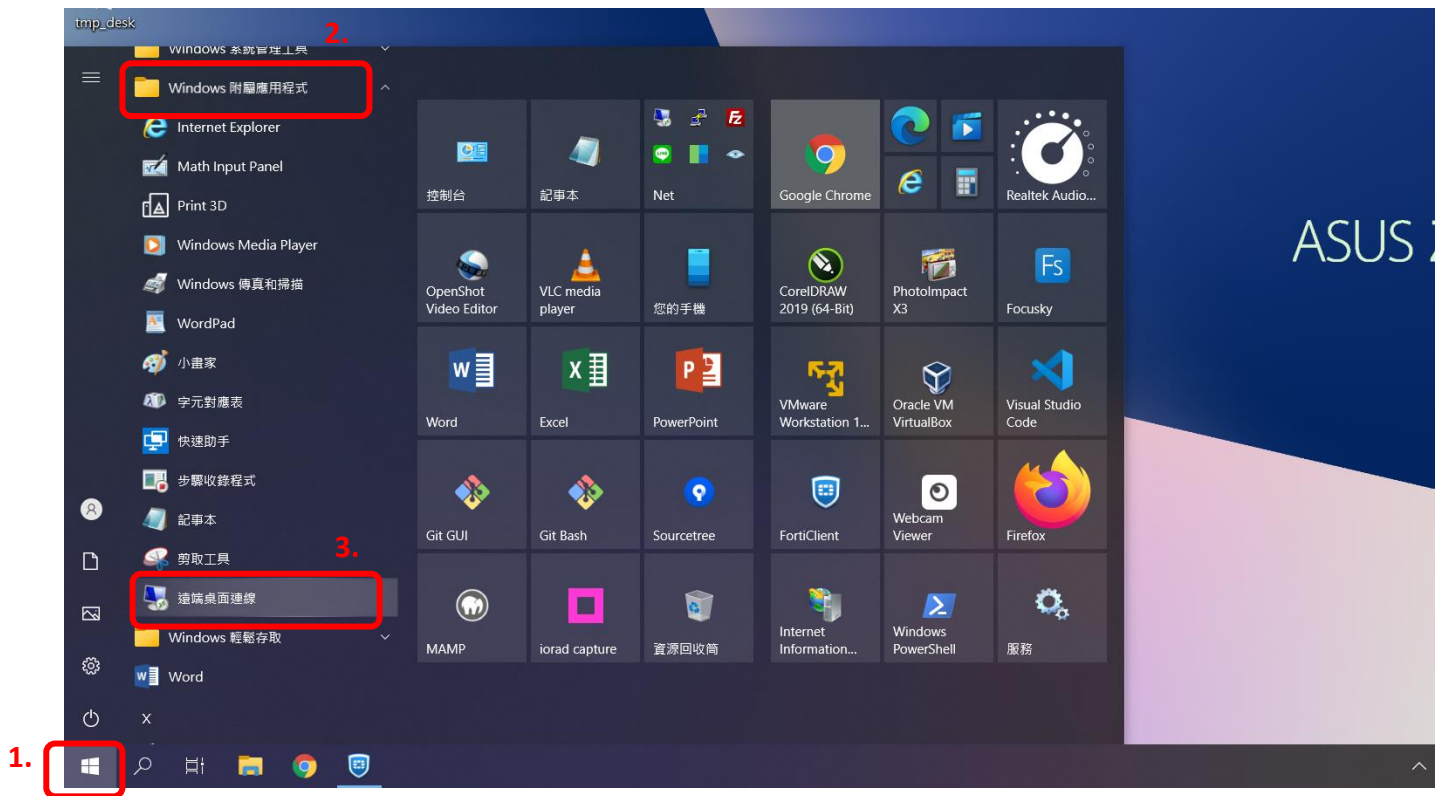 tmp_desk
2.
Windows 系統管理工具
Windows 附屬應用程式
Internet Explorer
Math Input Panel
Print 3D
Windows Media Player
Windows 傳真和掃描
WordPad
小畫家
字元對應表
快速助手
步驟收錄程式
記事本
剪取工具
3.
遠端桌面連線
Windows 輕鬆存取
Word
X
控制台
記事本
Net
Google Chrome
Realtek Audio...
OpenShot
Video Editor
VLC media
player
您的手機
CorelDRAW
2019 (64-Bit)
PhotoImpact
X3
Fs
Focusky
Word
Excel
PowerPoint
VMware
Workstation 1...
Oracle VM
VirtualBox
Visual Studio
Code
Git GUI
Git Bash
Sourcetree
FortiClient
Webcam
Viewer
Firefox
MAMP
iorad capture
資源回收筒
Internet
Information...
Windows
PowerShell
服務
ASUS
1.